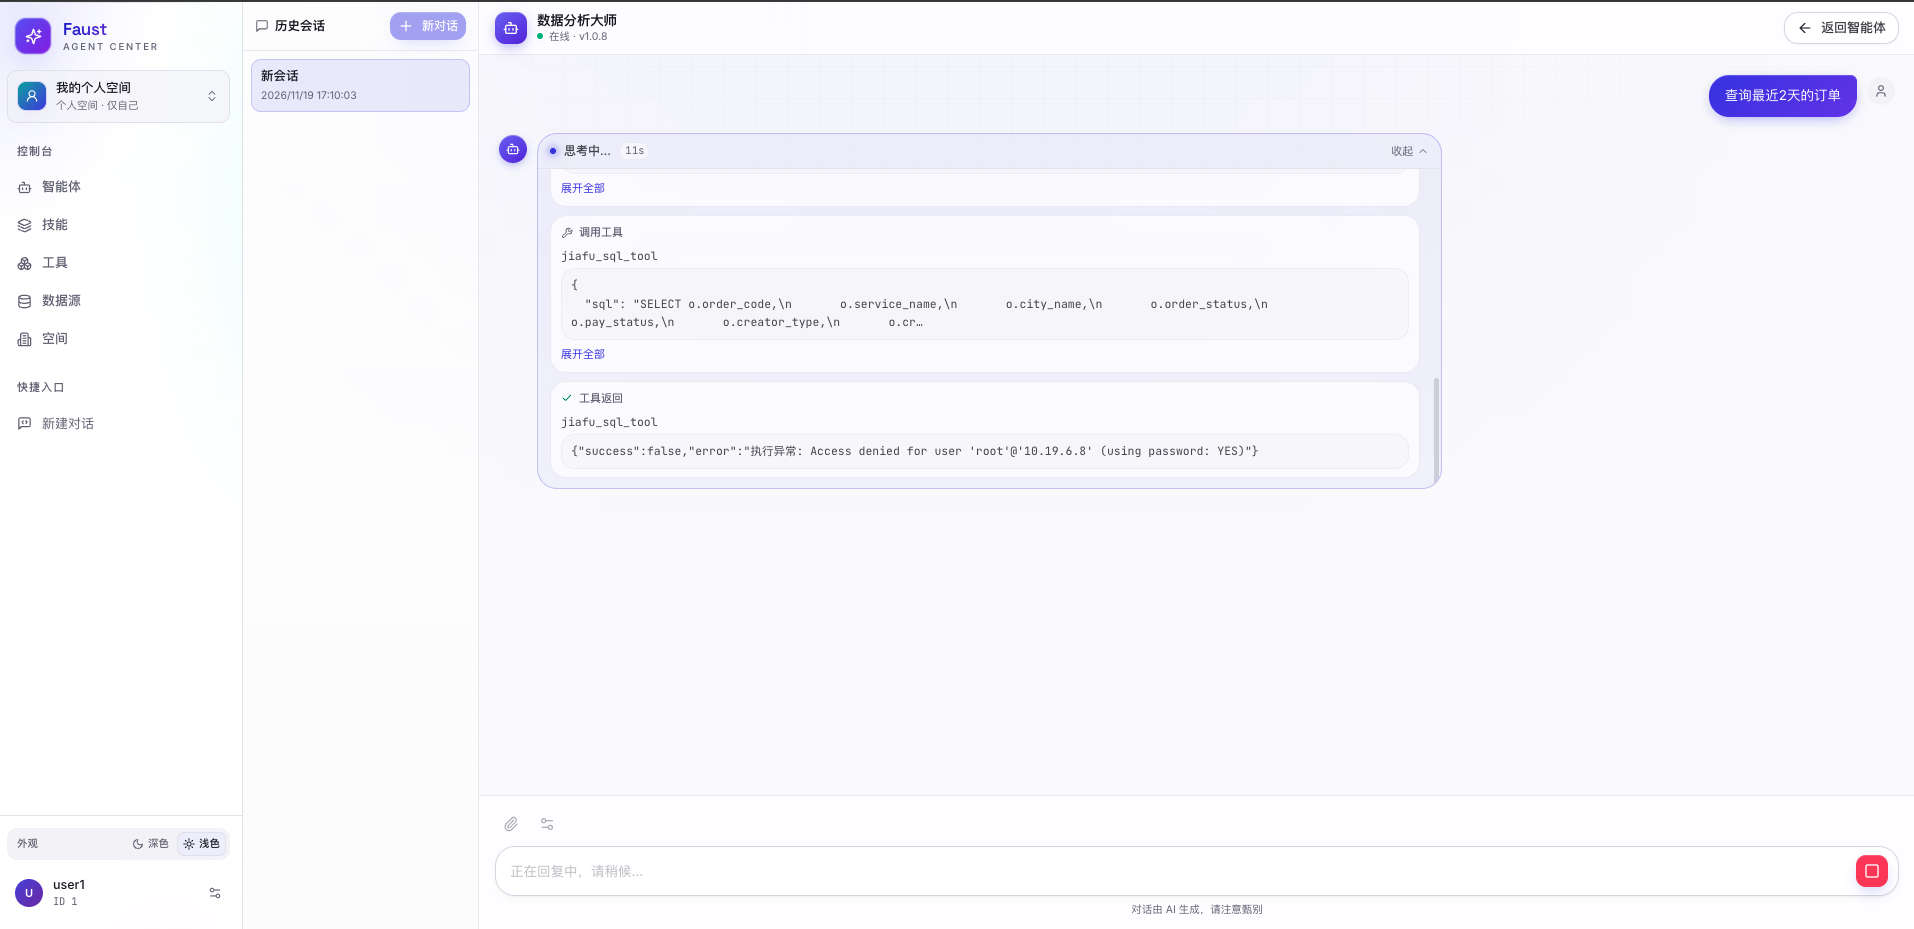 Faust
AGENT CENTER
我的个人空间
个人空间 · 仅自己
控制台
智能体
技能
工具
数据源
空间
快捷入口
新建对话
外观
深色
浅色
U
user1
ID 1
历史会话
新对话
新会话
2026/11/19 17:10:03
数据分析大师
在线 · v1.0.8
返回智能体
查询最近2天的订单
思考中...
11s
收起
展开全部
调用工具
jiafu_sql_tool
{
"sql": "SELECT o.order_code,\n       o.service_name,\n       o.city_name,\n       o.order_status,\n
o.pay_status,\n       o.creator_type,\n       o.cr…
展开全部
工具返回
jiafu_sql_tool
{"success":false,"error":"执行异常: Access denied for user 'root'@'10.19.6.8' (using password: YES)"}
正在回复中，请稍候...
对话由 AI 生成，请注意甄别